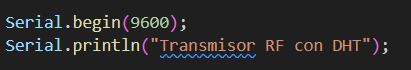 Serial.begin(9600);
Serial.println("Transmisor RF con DHT");